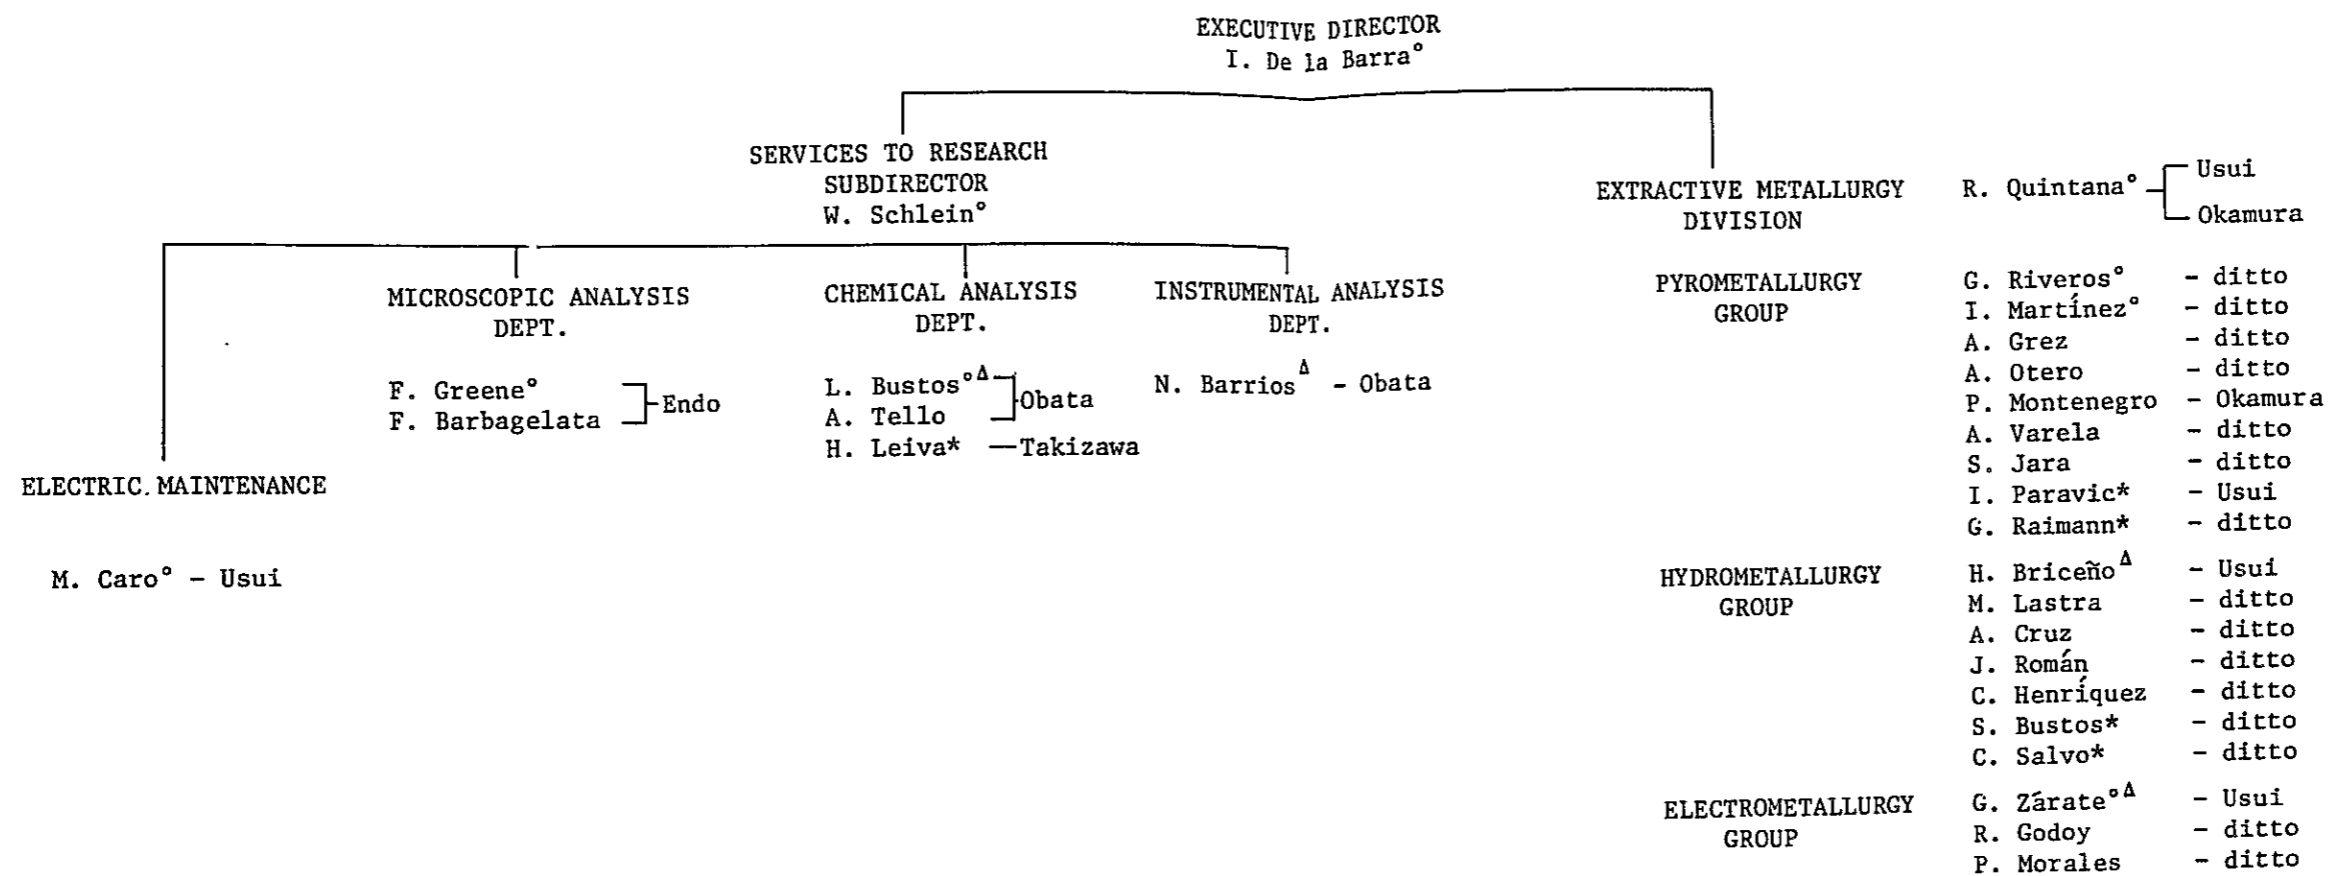 EXECUTIVE DIRECTOR
I. De la Barra°
SERVICES TO RESEARCH
SUBDIRECTOR
W. Schlein°
ELECTRIC. MAINTENANCE
M. Caro° - Usui
MICROSCOPIC ANALYSIS
DEPT.
F. Greene°
F. Barbagelata
Endo
CHEMICAL ANALYSIS
DEPT.
L. Bustos°Δ
A. Tello
Obata
H. Leiva* —Takizawa
INSTRUMENTAL ANALYSIS
DEPT.
N. BarriosΔ - Obata
EXTRACTIVE METALLURGY
DIVISION
R. Quintana°
Usui
Okamura
PYROMETALLURGY
GROUP
G. Riveros° - ditto
I. Martínez° - ditto
A. Grez - ditto
A. Otero - ditto
P. Montenegro - Okamura
A. Varela - ditto
S. Jara - ditto
I. Paravic* - Usui
G. Raimann* - ditto
HYDROMETALLURGY
GROUP
H. BriceñoΔ - Usui
M. Lastra - ditto
A. Cruz - ditto
J. Román - ditto
C. Henríquez - ditto
S. Bustos* - ditto
C. Salvo* - ditto
ELECTROMETALLURGY
GROUP
G. Zárate°Δ - Usui
R. Godoy - ditto
P. Morales - ditto